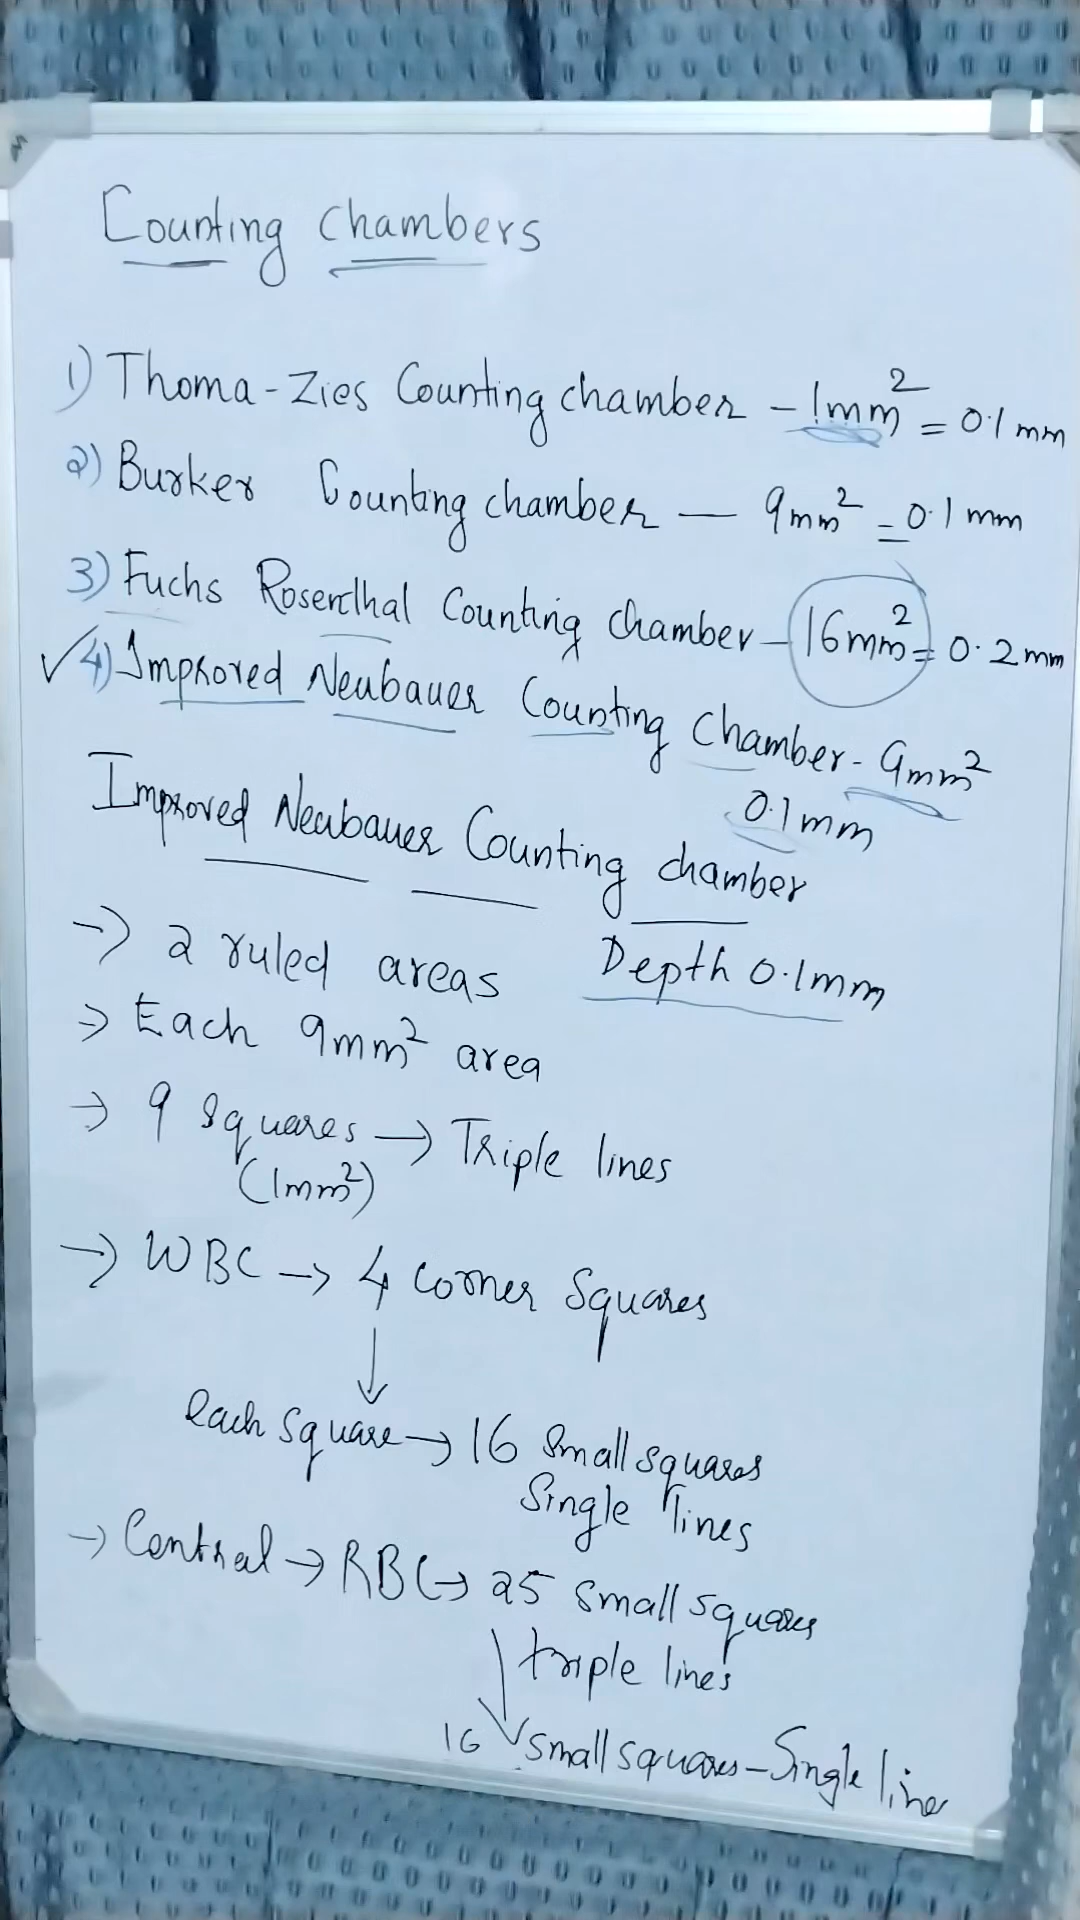 Counting Chambers
1) Thoma-Zies Counting chamber - 1mm² = 0.1 mm
2) Burker Counting chamber — 9mm² = 0.1 mm
3) Fuchs Rosenthal Counting Chamber - 16mm² = 0.2 mm
✓ 4) Improved Neubauer Counting Chamber - 9mm²
0.1mm
Improved Neubauer Counting chamber
-> 2 ruled areas Depth 0.1mm
-> Each 9mm² area
-> 9 Squares -> Triple lines
(1mm²)
-> WBC -> 4 corner Squares
↓
each square -> 16 Small squares
Single lines
-> Central -> RBC -> 25 Small squares
triple lines
16 small squares - Single line